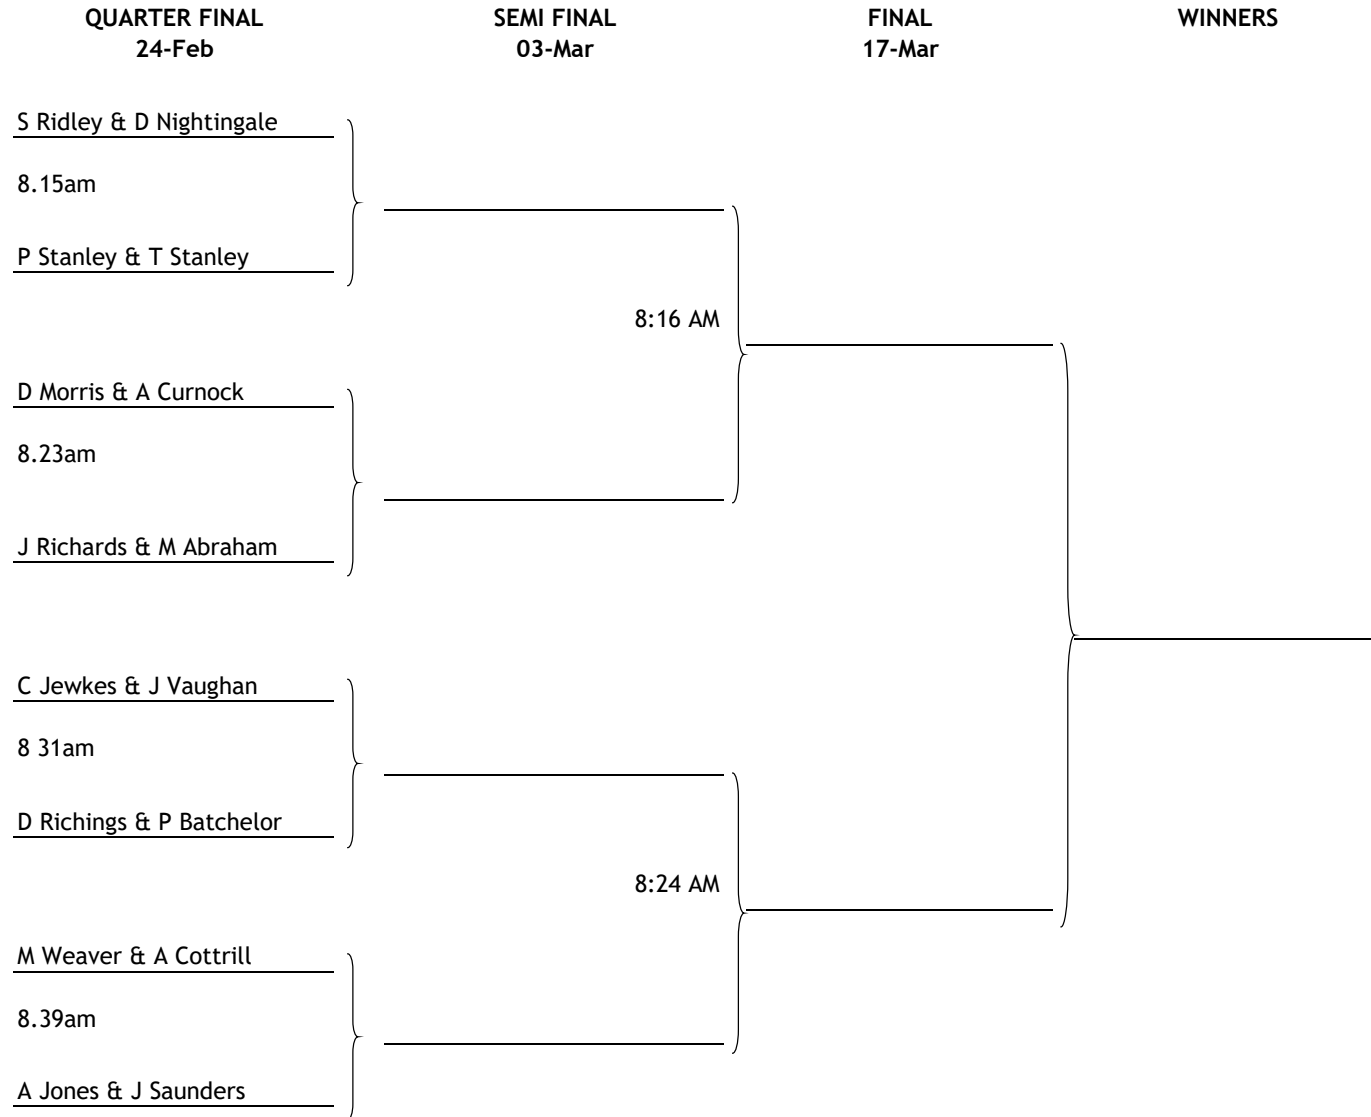 QUARTER FINAL
24-Feb
SEMI FINAL
03-Mar
FINAL
17-Mar
WINNERS
S Ridley & D Nightingale
8.15am
P Stanley & T Stanley
8:16 AM
D Morris & A Curnock
8.23am
J Richards & M Abraham
C Jewkes & J Vaughan
8 31am
D Richings & P Batchelor
8:24 AM
M Weaver & A Cottrill
8.39am
A Jones & J Saunders